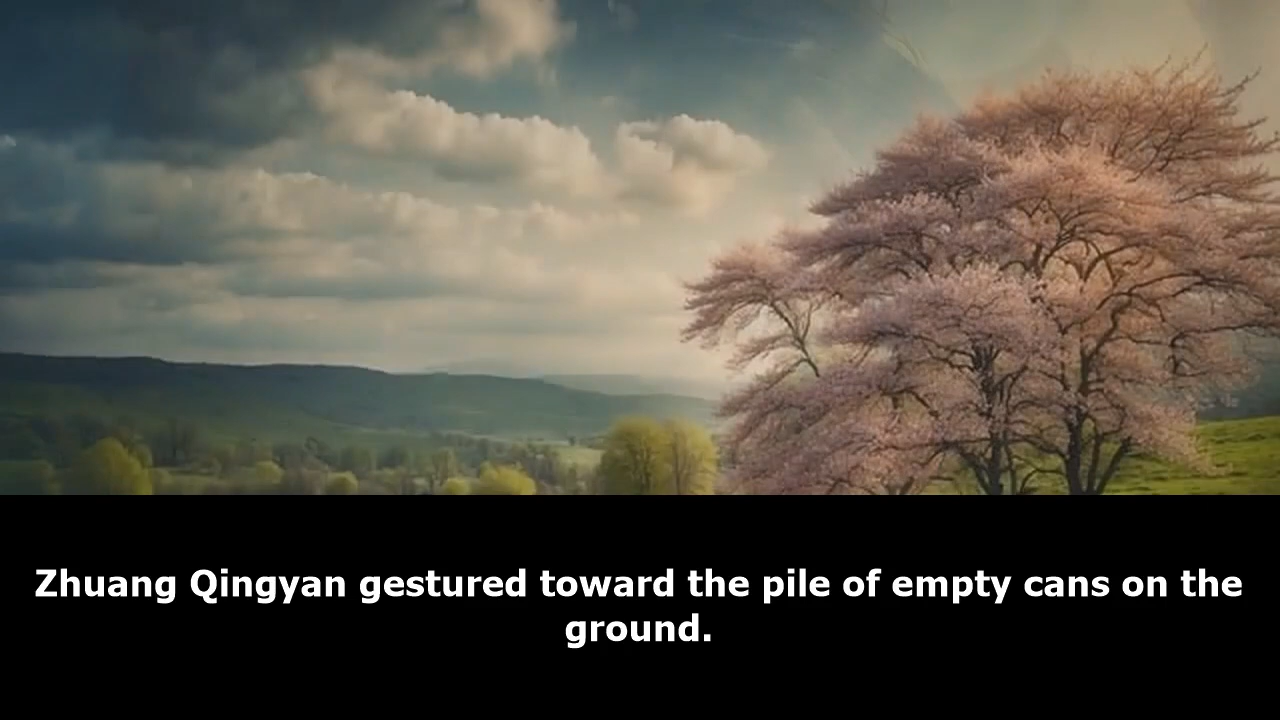 Zhuang Qingyan gestured toward the pile of empty cans on the
ground.